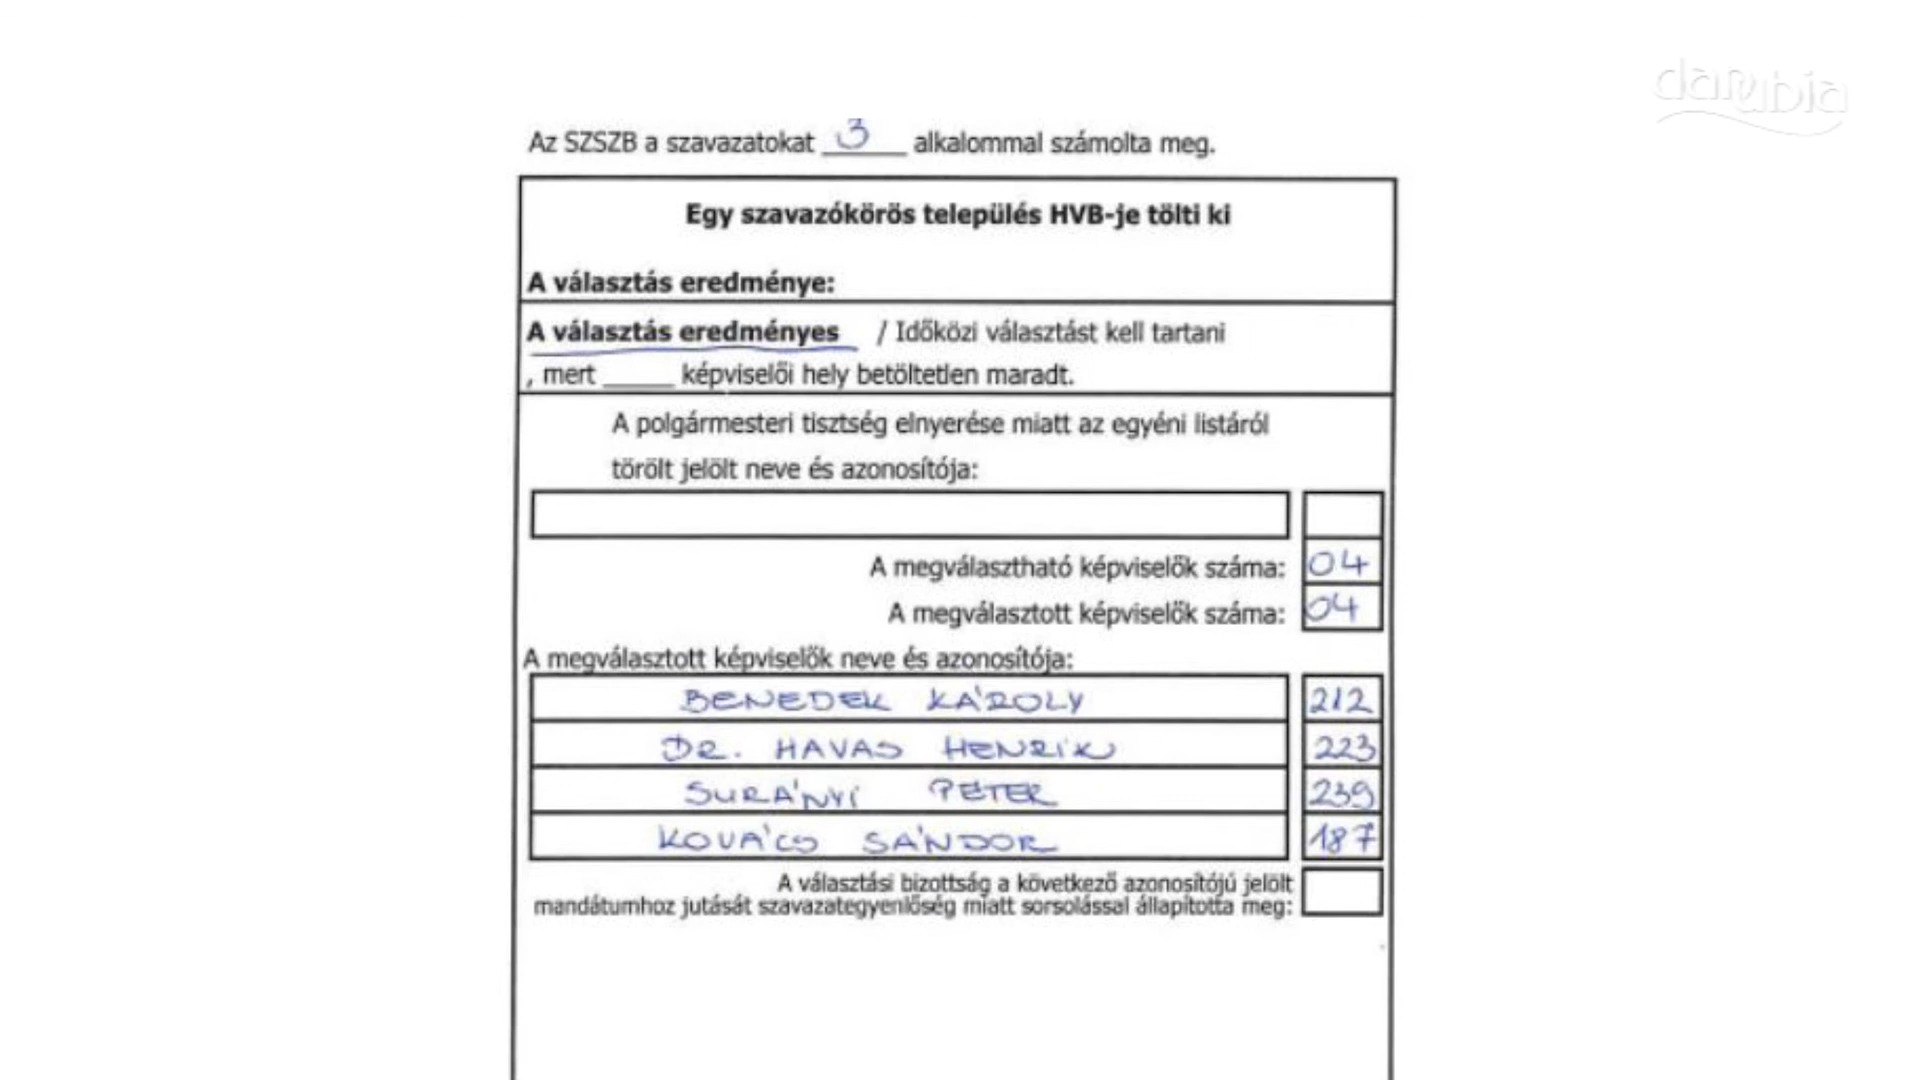 danubia
Az SZSZB a szavazatokat 3 alkalommal számolta meg.
Egy szavazókörös település HVB-je tölti ki
A választás eredménye:
A választás eredményes / Időközi választást kell tartani
, mert _____ képviselői hely betöltetlen maradt.
A polgármesteri tisztség elnyerése miatt az egyéni listáról
törölt jelölt neve és azonosítója:
A megválasztható képviselők száma: 04
A megválasztott képviselők száma: 04
A megválasztott képviselők neve és azonosítója:
BENEDEK KÁROLY 212
DR. HAVAS HENRIK 223
SURÁNYI PÉTER 239
KOVÁCS SÁNDOR 187
A választási bizottság a következő azonosítójú jelölt
mandátumhoz jutását szavazategyenlőség miatt sorsolással állapította meg: